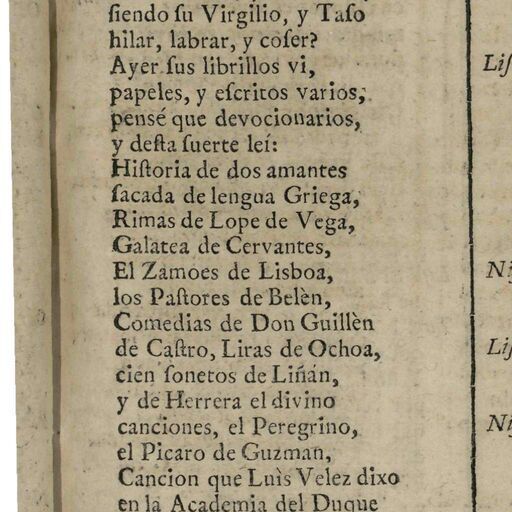 ſiendo ſu Virgilio, y Taſo
hilar, labrar, y coſer?
Ayer ſus librillos vi,
papeles, y eſcritos varios,
pensé que devocionarios,
y deſta ſuerte leí:
Hiſtoria de dos amantes
ſacada de lengua Griega,
Rimas de Lope de Vega,
Galatea de Cervantes,
El Zamoes de Lisboa,
los Paſtores de Belèn,
Comedias de Don Guillèn
de Caſtro, Liras de Ochoa,
cien ſonetos de Liñán,
y de Herrera el divino
canciones, el Peregrino,
el Picaro de Guzman,
Cancion que Luìs Velez dixo
en la Academia del Duque
Liſ
Ni
Liſ
Ni